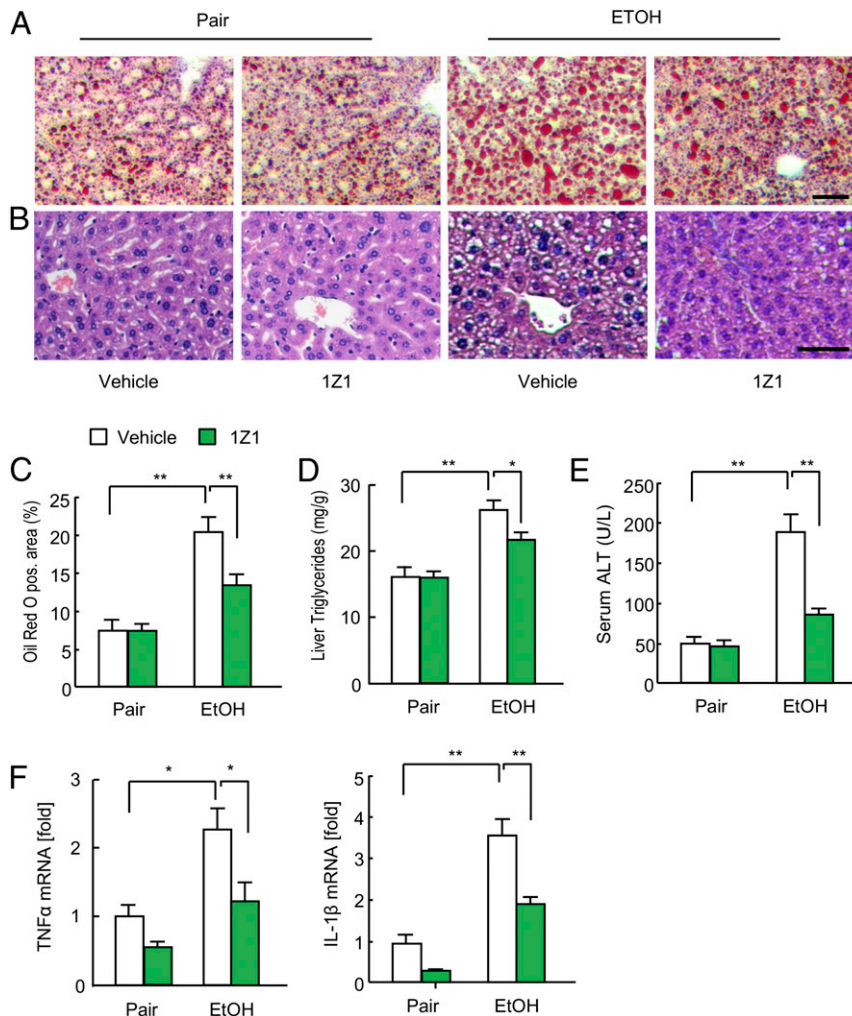 A
Pair
ETOH
B
Vehicle
1Z1
Vehicle
1Z1
Vehicle
1Z1
C
Oil Red O pos. area (%)
25
20
15
10
5
0
**
**
Pair
EtOH
D
Liver Triglycerides (mg/g)
30
20
10
0
**
*
Pair
EtOH
E
Serum ALT (U/L)
250
200
150
100
50
0
**
**
Pair
EtOH
F
TNFα mRNA [fold]
3
2
1
0
*
*
Pair
EtOH
IL-1β mRNA [fold]
5
4
3
2
1
0
**
**
Pair
EtOH